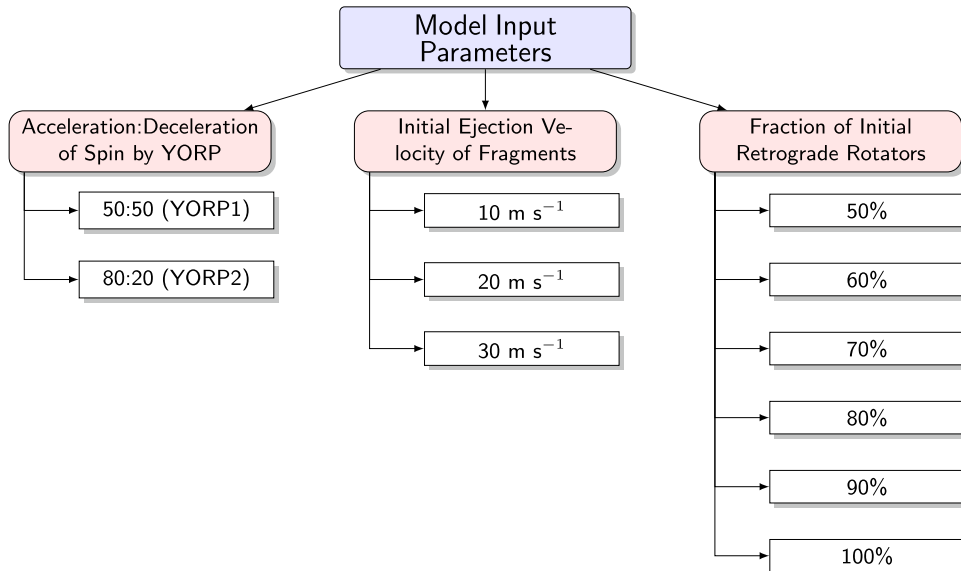 Model Input
Parameters
Acceleration:Deceleration
of Spin by YORP
50:50 (YORP1)
80:20 (YORP2)
Initial Ejection Ve-
locity of Fragments
10 m s⁻¹
20 m s⁻¹
30 m s⁻¹
Fraction of Initial
Retrograde Rotators
50%
60%
70%
80%
90%
100%